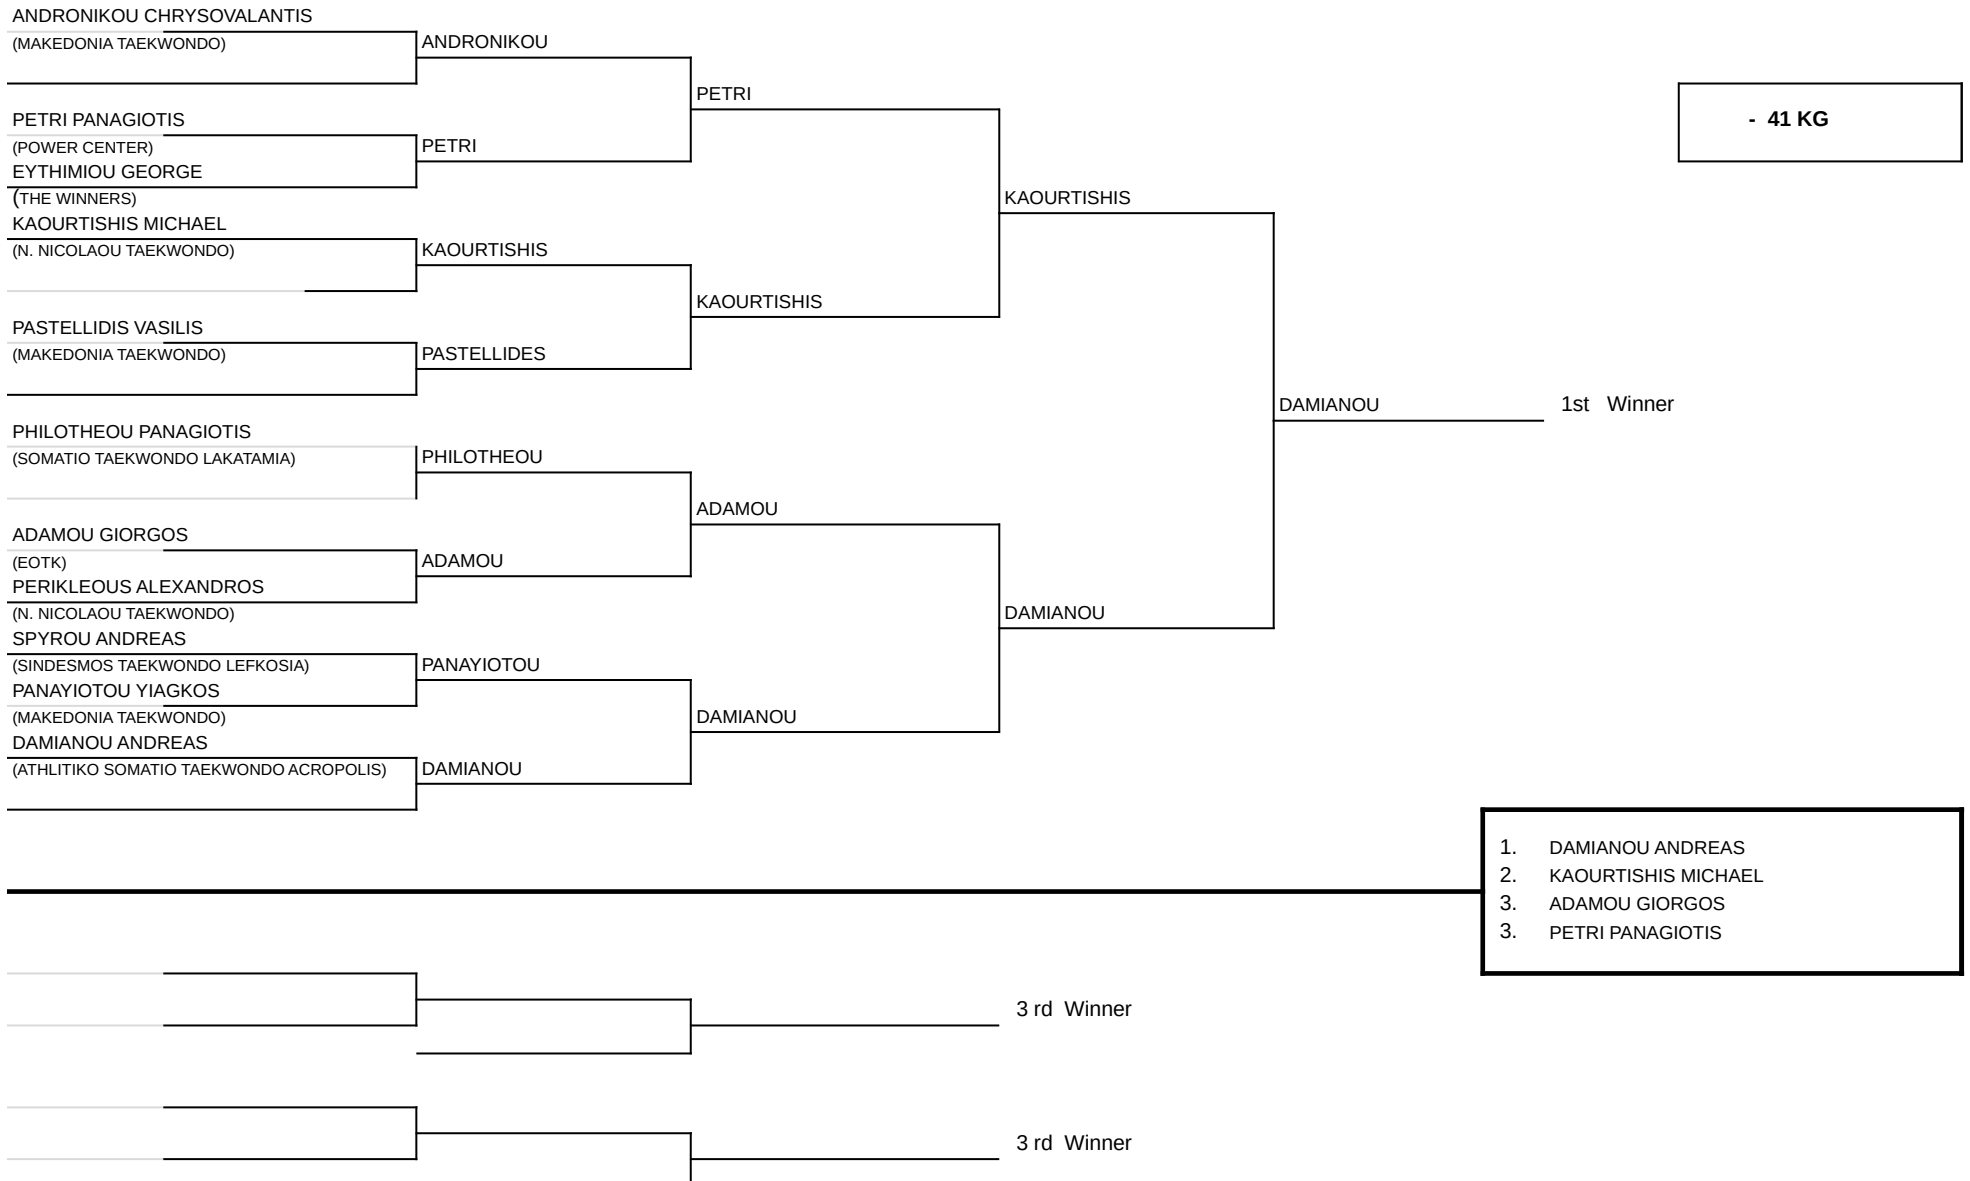 ANDRONIKOU CHRYSOVALANTIS
(MAKEDONIA TAEKWONDO)
ANDRONIKOU
PETRI
- 41 KG
PETRI PANAGIOTIS
(POWER CENTER)
PETRI
EYTHIMIOU GEORGE
(THE WINNERS)
KAOURTISHIS
KAOURTISHIS MICHAEL
(N. NICOLAOU TAEKWONDO)
KAOURTISHIS
KAOURTISHIS
PASTELLIDIS VASILIS
(MAKEDONIA TAEKWONDO)
PASTELLIDES
DAMIANOU
1st Winner
PHILOTHEOU PANAGIOTIS
(SOMATIO TAEKWONDO LAKATAMIA)
PHILOTHEOU
ADAMOU
ADAMOU GIORGOS
(EOTK)
ADAMOU
PERIKLEOUS ALEXANDROS
(N. NICOLAOU TAEKWONDO)
DAMIANOU
SPYROU ANDREAS
(SINDESMOS TAEKWONDO LEFKOSIA)
PANAYIOTOU
PANAYIOTOU YIAGKOS
(MAKEDONIA TAEKWONDO)
DAMIANOU
DAMIANOU ANDREAS
(ATHLITIKO SOMATIO TAEKWONDO ACROPOLIS)
DAMIANOU
1. DAMIANOU ANDREAS
2. KAOURTISHIS MICHAEL
3. ADAMOU GIORGOS
3. PETRI PANAGIOTIS
3 rd Winner
3 rd Winner